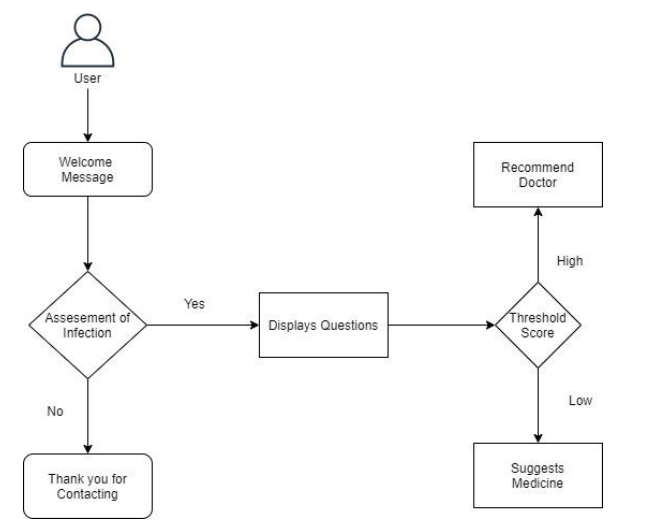 User
Welcome
Message
Recommend
Doctor
High
Yes
Assesement of
Infection
Displays Questions
Threshold
Score
No
Low
Thank you for
Contacting
Suggests
Medicine